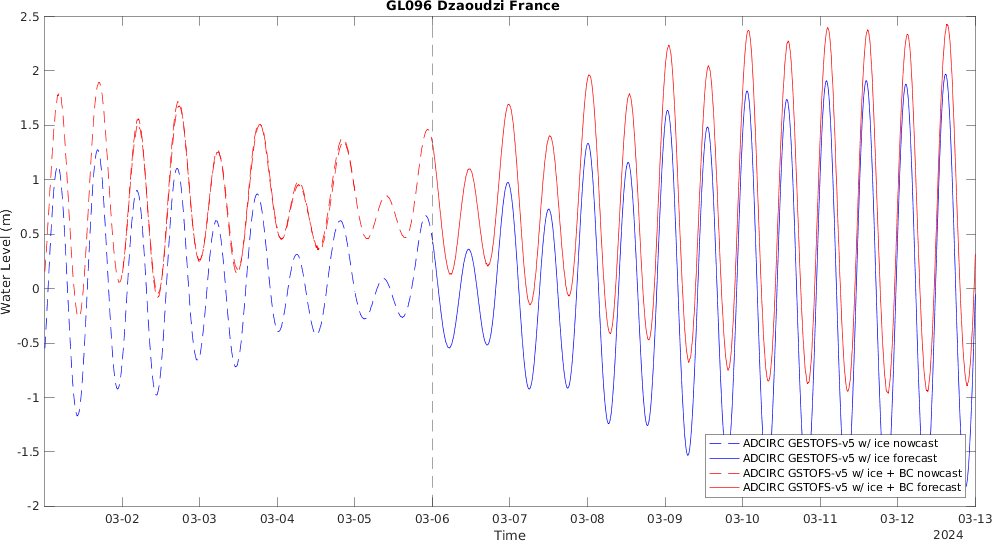 GL096 Dzaoudzi France
2.5
2
1.5
1
0.5
0
-0.5
-1
-1.5
-2
Water Level (m)
ADCIRC GESTOFS-v5 w/ ice nowcast
ADCIRC GESTOFS-v5 w/ ice forecast
ADCIRC GSTOFS-v5 w/ ice + BC nowcast
ADCIRC GSTOFS-v5 w/ ice + BC forecast
03-02 03-03 03-04 03-05 03-06 03-07 03-08 03-09 03-10 03-11 03-12 03-13
Time
2024